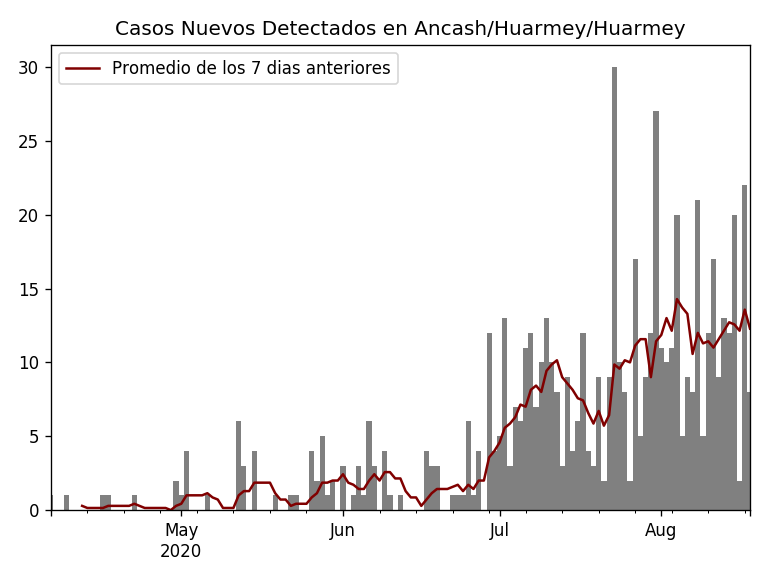 Casos Nuevos Detectados en Ancash/Huarmey/Huarmey
Promedio de los 7 dias anteriores
30
25
20
15
10
5
0
May
2020
Jun
Jul
Aug